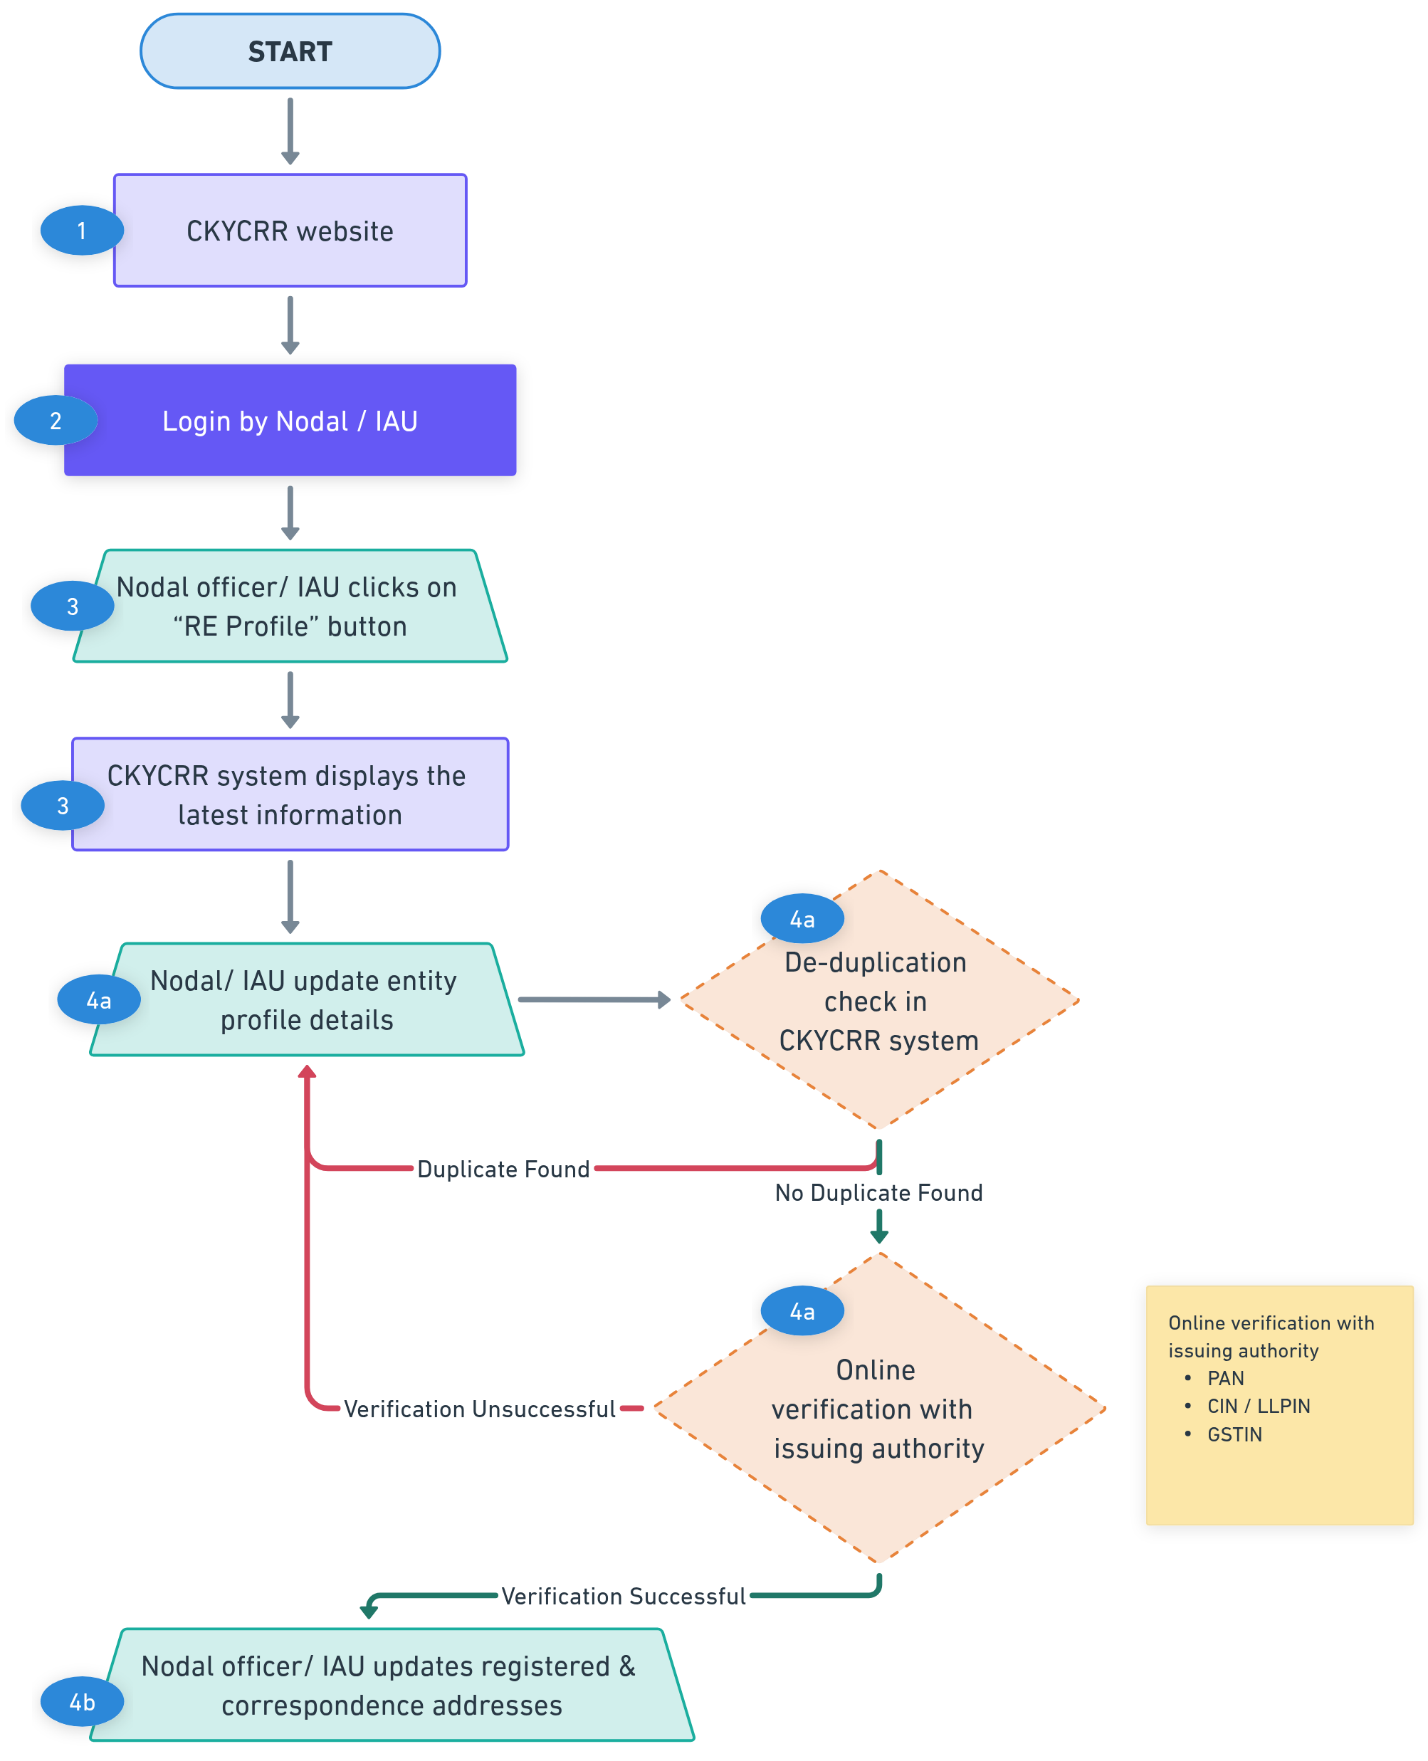 START
1
CKYCRR website
2
Login by Nodal / IAU
3
Nodal officer/ IAU clicks on
“RE Profile” button
3
CKYCRR system displays the
latest information
4a
Nodal/ IAU update entity
profile details
4a
De-duplication
check in
CKYCRR system
Duplicate Found
No Duplicate Found
4a
Online
verification with
issuing authority
Verification Unsuccessful
Online verification with
issuing authority
• PAN
• CIN / LLPIN
• GSTIN
Verification Successful
4b
Nodal officer/ IAU updates registered &
correspondence addresses